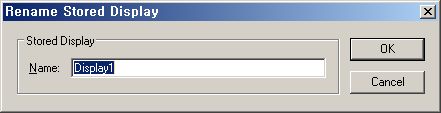 Rename Stored Display
Stored Display
Name: Display1
OK
Cancel